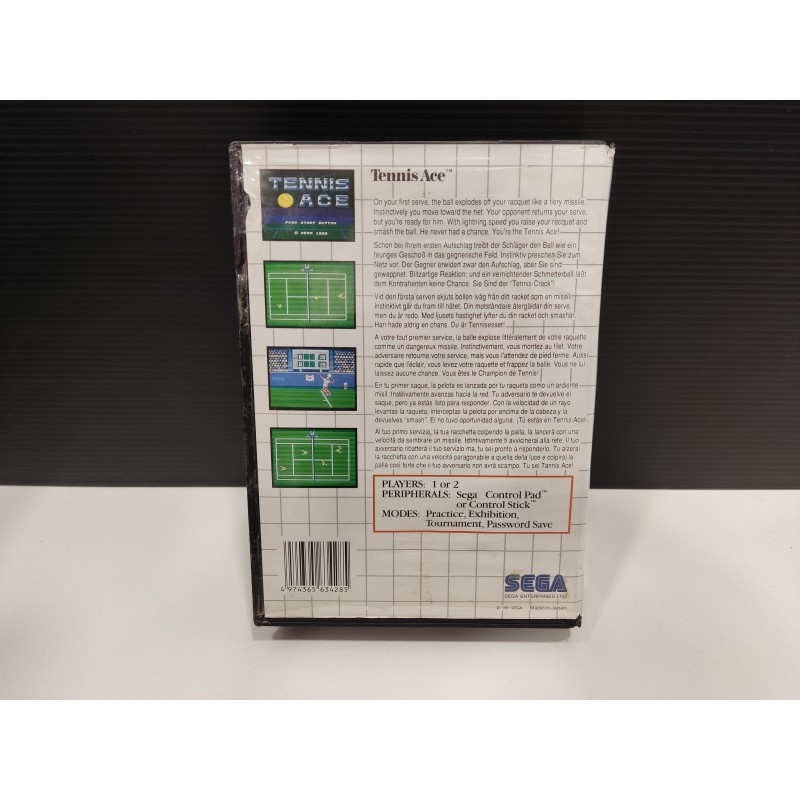 TENNIS
ACE
PUSH START BUTTON
© SEGA 1989
Tennis Ace™
On your first serve, the ball explodes off your racquet like a fiery missile.
Instinctively you move toward the net. Your opponent returns your serve,
but you're ready for him. With lightning speed you raise your racquet and
smash the ball. He never had a chance. You're the Tennis Ace!
Schon bei Ihrem ersten Aufschlag treibt der Schläger den Ball wie ein
feuriges Geschoß in das gegnerische Feld. Instinktiv preschen Sie zum
Netz vor. Der Gegner erwidert zwar den Aufschlag, aber Sie sind
gewappnet. Blitzartige Reaktion: und ein vernichtender Schmetterball läßt
dem Kontrahenten keine Chance. Sie Sind der "Tennis Crack"!
Vid den första serven skjuts bollen iväg från ditt racket som en missil.
Instinktivt går du fram till nätet. Din motståndare återgäldar din serve,
men du är redo. Med ljusets hastighet lyfter du din racket och smashar.
Han hade aldrig en chans. Du är Tennisesset!
A votre tout premier service, la balle explose littéralement de votre raquette
comme un dangereux missile. Instinctivement, vous montez au filet. Votre
adversaire retourne votre service, mais vous l'attendez de pied ferme. Aussi
rapide que l'éclair, vous levez votre raquette et frappez la balle. Vous ne lui
laissez aucune chance. Vous êtes le Champion de Tennis!
En tu primer saque, la pelota es lanzada por tu raqueta como un ardiente
misil. Institivamente avanzas hacia la red. Tu adversario te devuelve el
saque, pero ya estás listo para responder. Con la velocidad de un rayo
levantas la raqueta, interceptas la pelota por encima de la cabeza y la
devuelves "smash". El no tuvo oportunidad alguna. ¡Tú estás en Tennis Ace!
Al tuo primo servizio, la tua racchetta colpendo la palla, la lancerà con una
velocità da sembrare un missile. Istintivamente ti avvicinerai alla rete. Il tuo
avversario ribatterà il tuo servizio ma, tu sei pronto a rispondergli. Tu alzerai
la racchetta con una velocità paragonabile a quella della luce e colpirai la
palla così forte che il tuo avversario non avrà scampo. Tu sei Tennis Ace!
PLAYERS: 1 or 2
PERIPHERALS: Sega Control Pad™
or Control Stick™
MODES: Practice, Exhibition,
Tournament, Password Save
4 974365 634285
SEGA
SEGA ENTERPRISES LTD.
SEGA Made in Japan